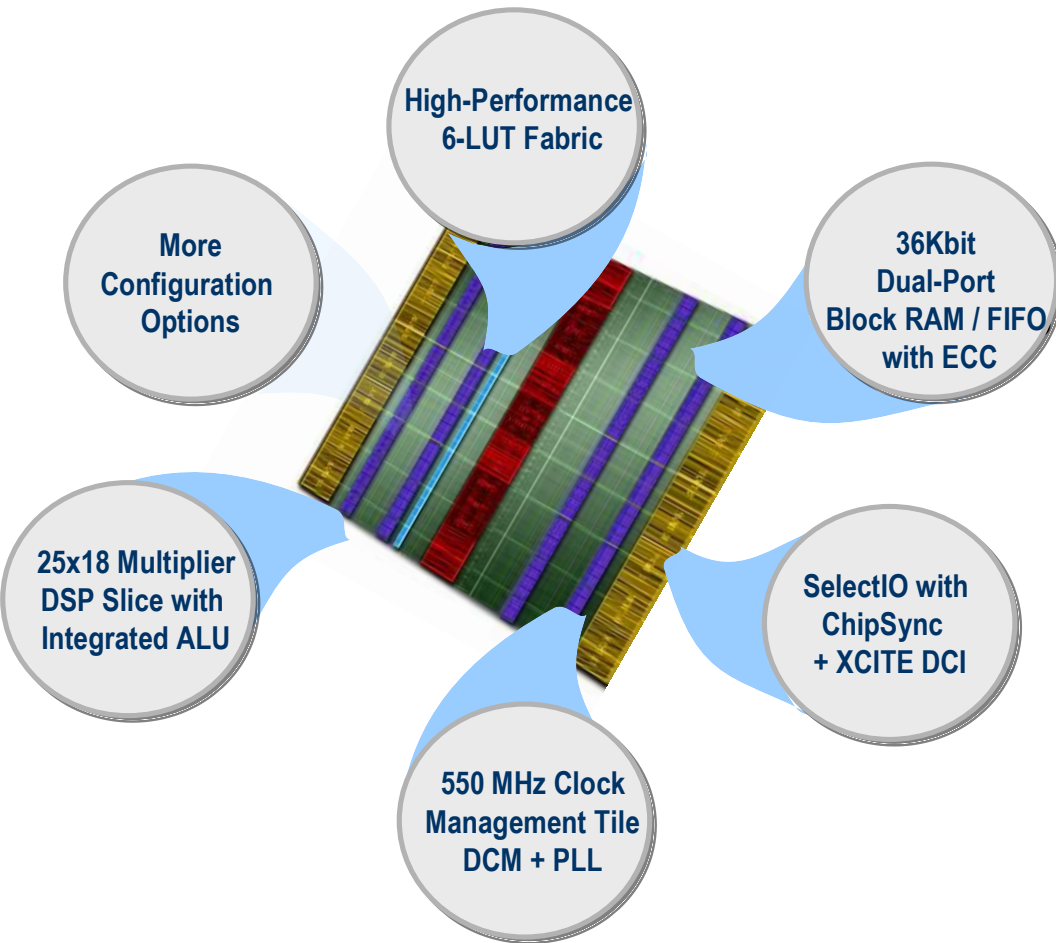 High-Performance
6-LUT Fabric
More
Configuration
Options
36Kbit
Dual-Port
Block RAM / FIFO
with ECC
25x18 Multiplier
DSP Slice with
Integrated ALU
SelectIO with
ChipSync
+ XCITE DCI
550 MHz Clock
Management Tile
DCM + PLL